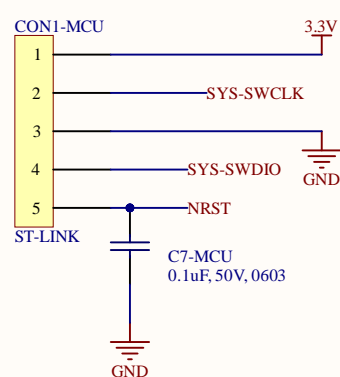 CON1-MCU
3.3V
1
2
SYS-SWCLK
3
GND
4
SYS-SWDIO
5
NRST
ST-LINK
C7-MCU
0.1uF, 50V, 0603
GND